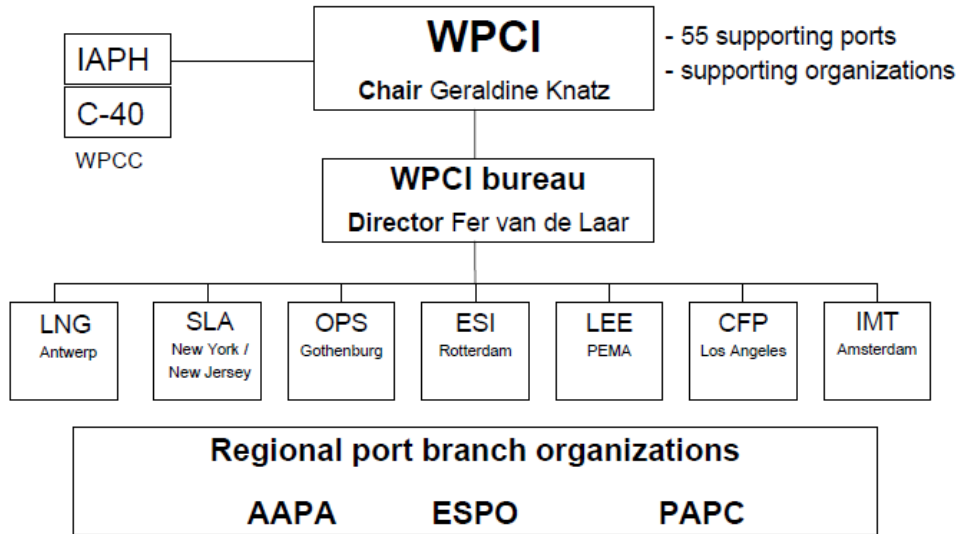 WPCI
Chair Geraldine Knatz
- 55 supporting ports
- supporting organizations
IAPH
C-40
WPCC
WPCI bureau
Director Fer van de Laar
LNG
Antwerp
SLA
New York /
New Jersey
OPS
Gothenburg
ESI
Rotterdam
LEE
PEMA
CFP
Los Angeles
IMT
Amsterdam
Regional port branch organizations
AAPA ESPO PAPC